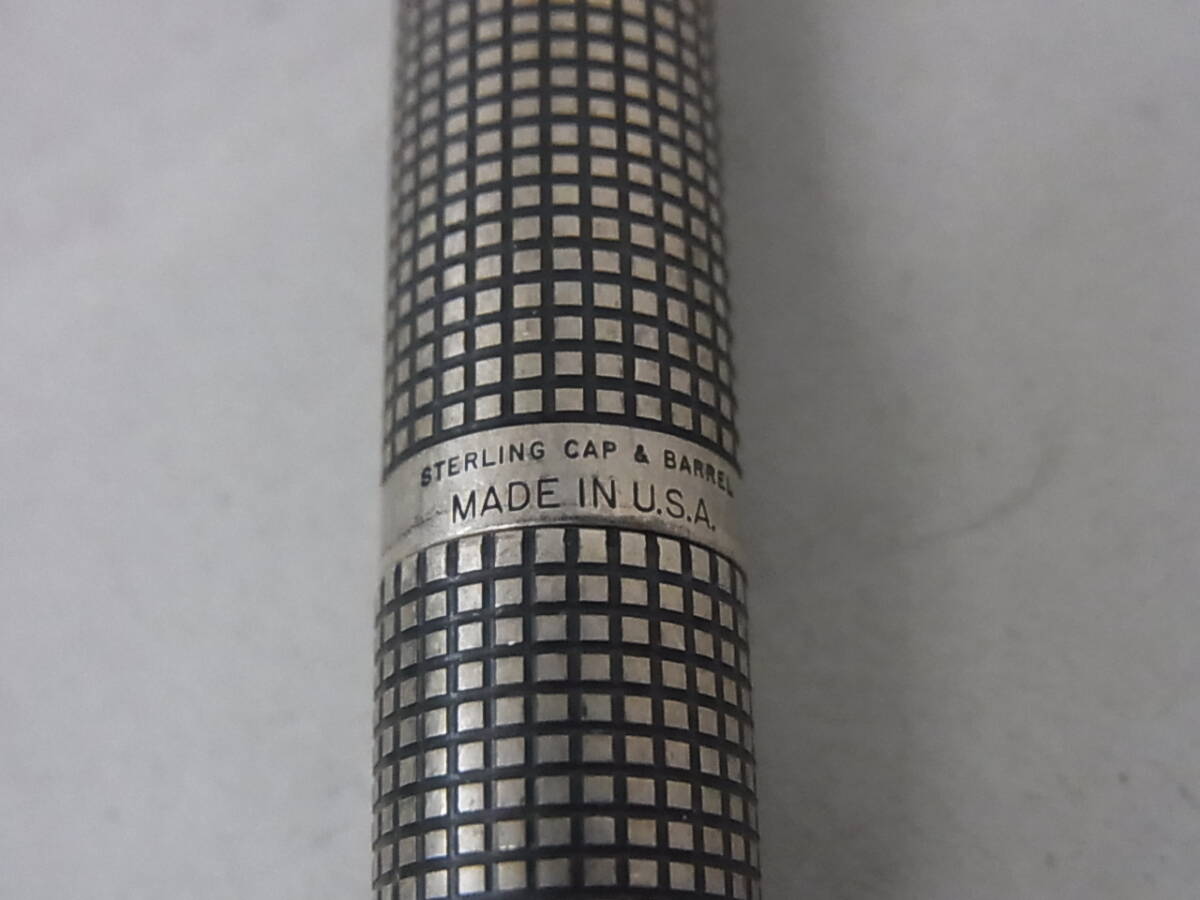 STERLING CAP & BARREL
MADE IN U.S.A.